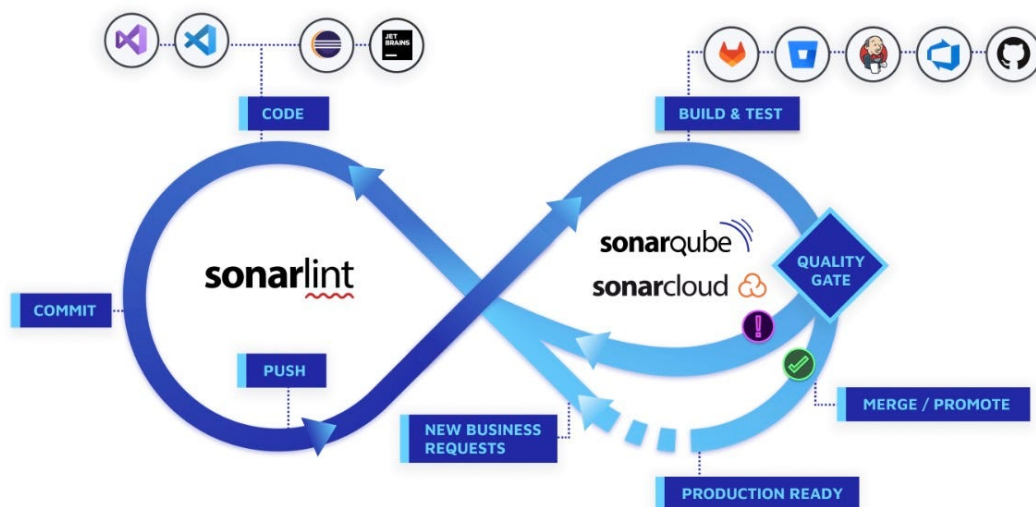 JET
BRAINS
CODE
BUILD & TEST
sonarlint
sonarqube
sonarcloud
QUALITY
GATE
COMMIT
PUSH
NEW BUSINESS
REQUESTS
MERGE / PROMOTE
PRODUCTION READY